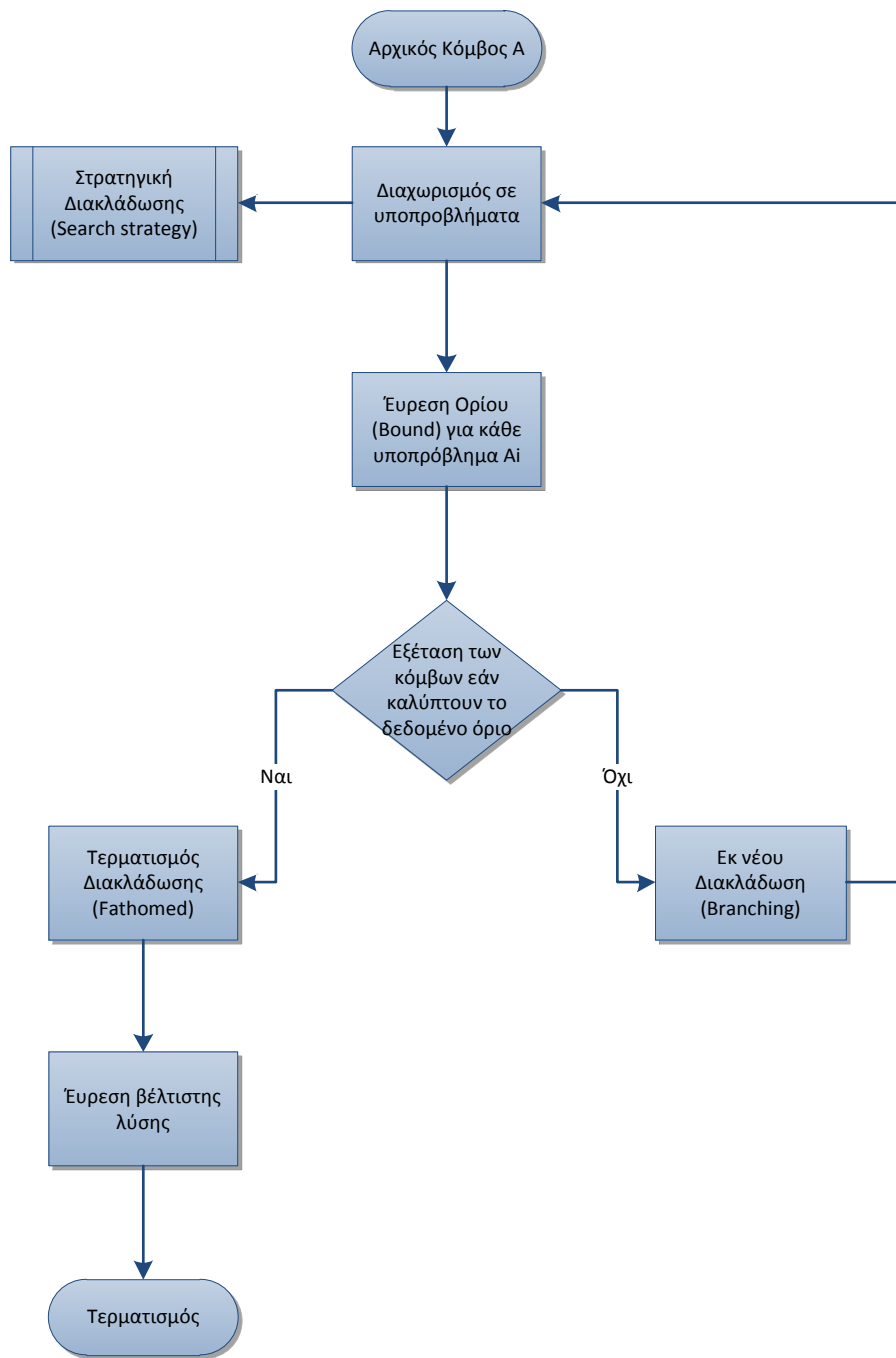 Αρχικός Κόμβος Α
Στρατηγική
Διακλάδωσης
(Search strategy)
Διαχωρισμός σε
υποπροβλήματα
Έυρεση Ορίου
(Bound) για κάθε
υποπρόβλημα Ai
Εξέταση των
κόμβων εάν
καλύπτουν το
δεδομένο όριο
Ναι
Όχι
Τερματισμός
Διακλάδωσης
(Fathomed)
Εκ νέου
Διακλάδωση
(Branching)
Έυρεση βέλτιστης
λύσης
Τερματισμός